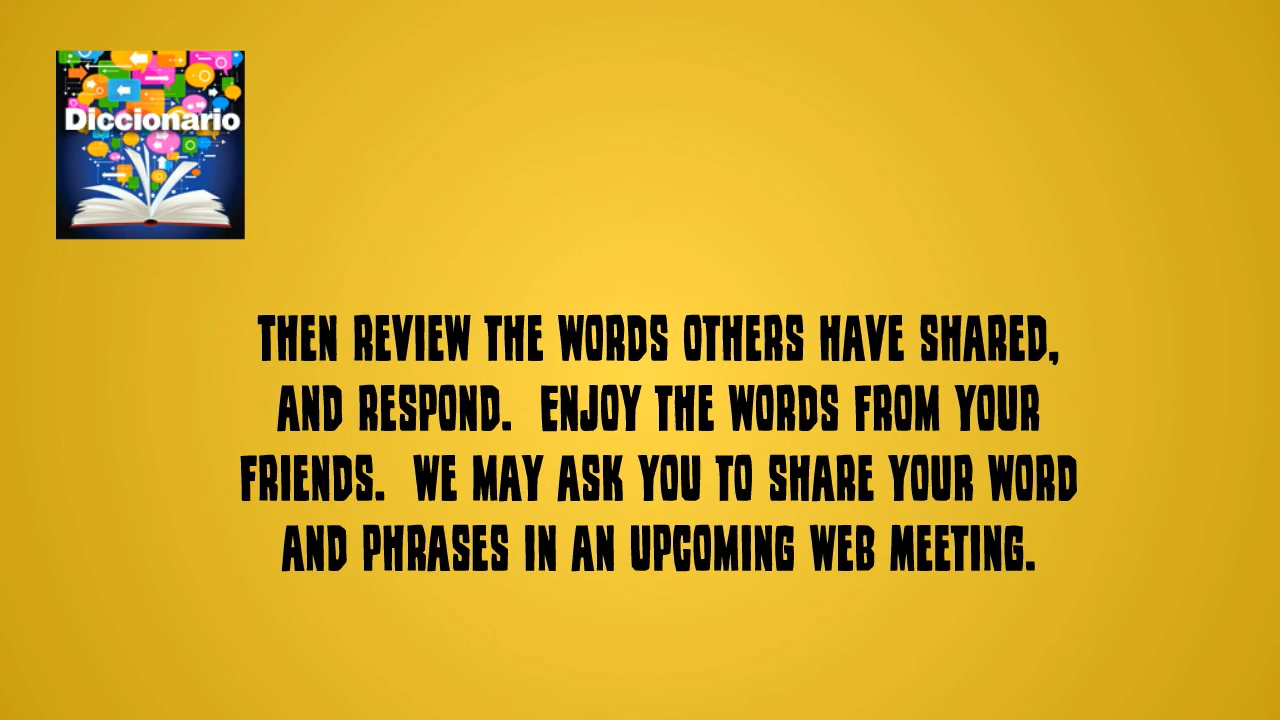 Diccionario
THEN REVIEW THE WORDS OTHERS HAVE SHARED,
AND RESPOND. ENJOY THE WORDS FROM YOUR
FRIENDS. WE MAY ASK YOU TO SHARE YOUR WORD
AND PHRASES IN AN UPCOMING WEB MEETING.